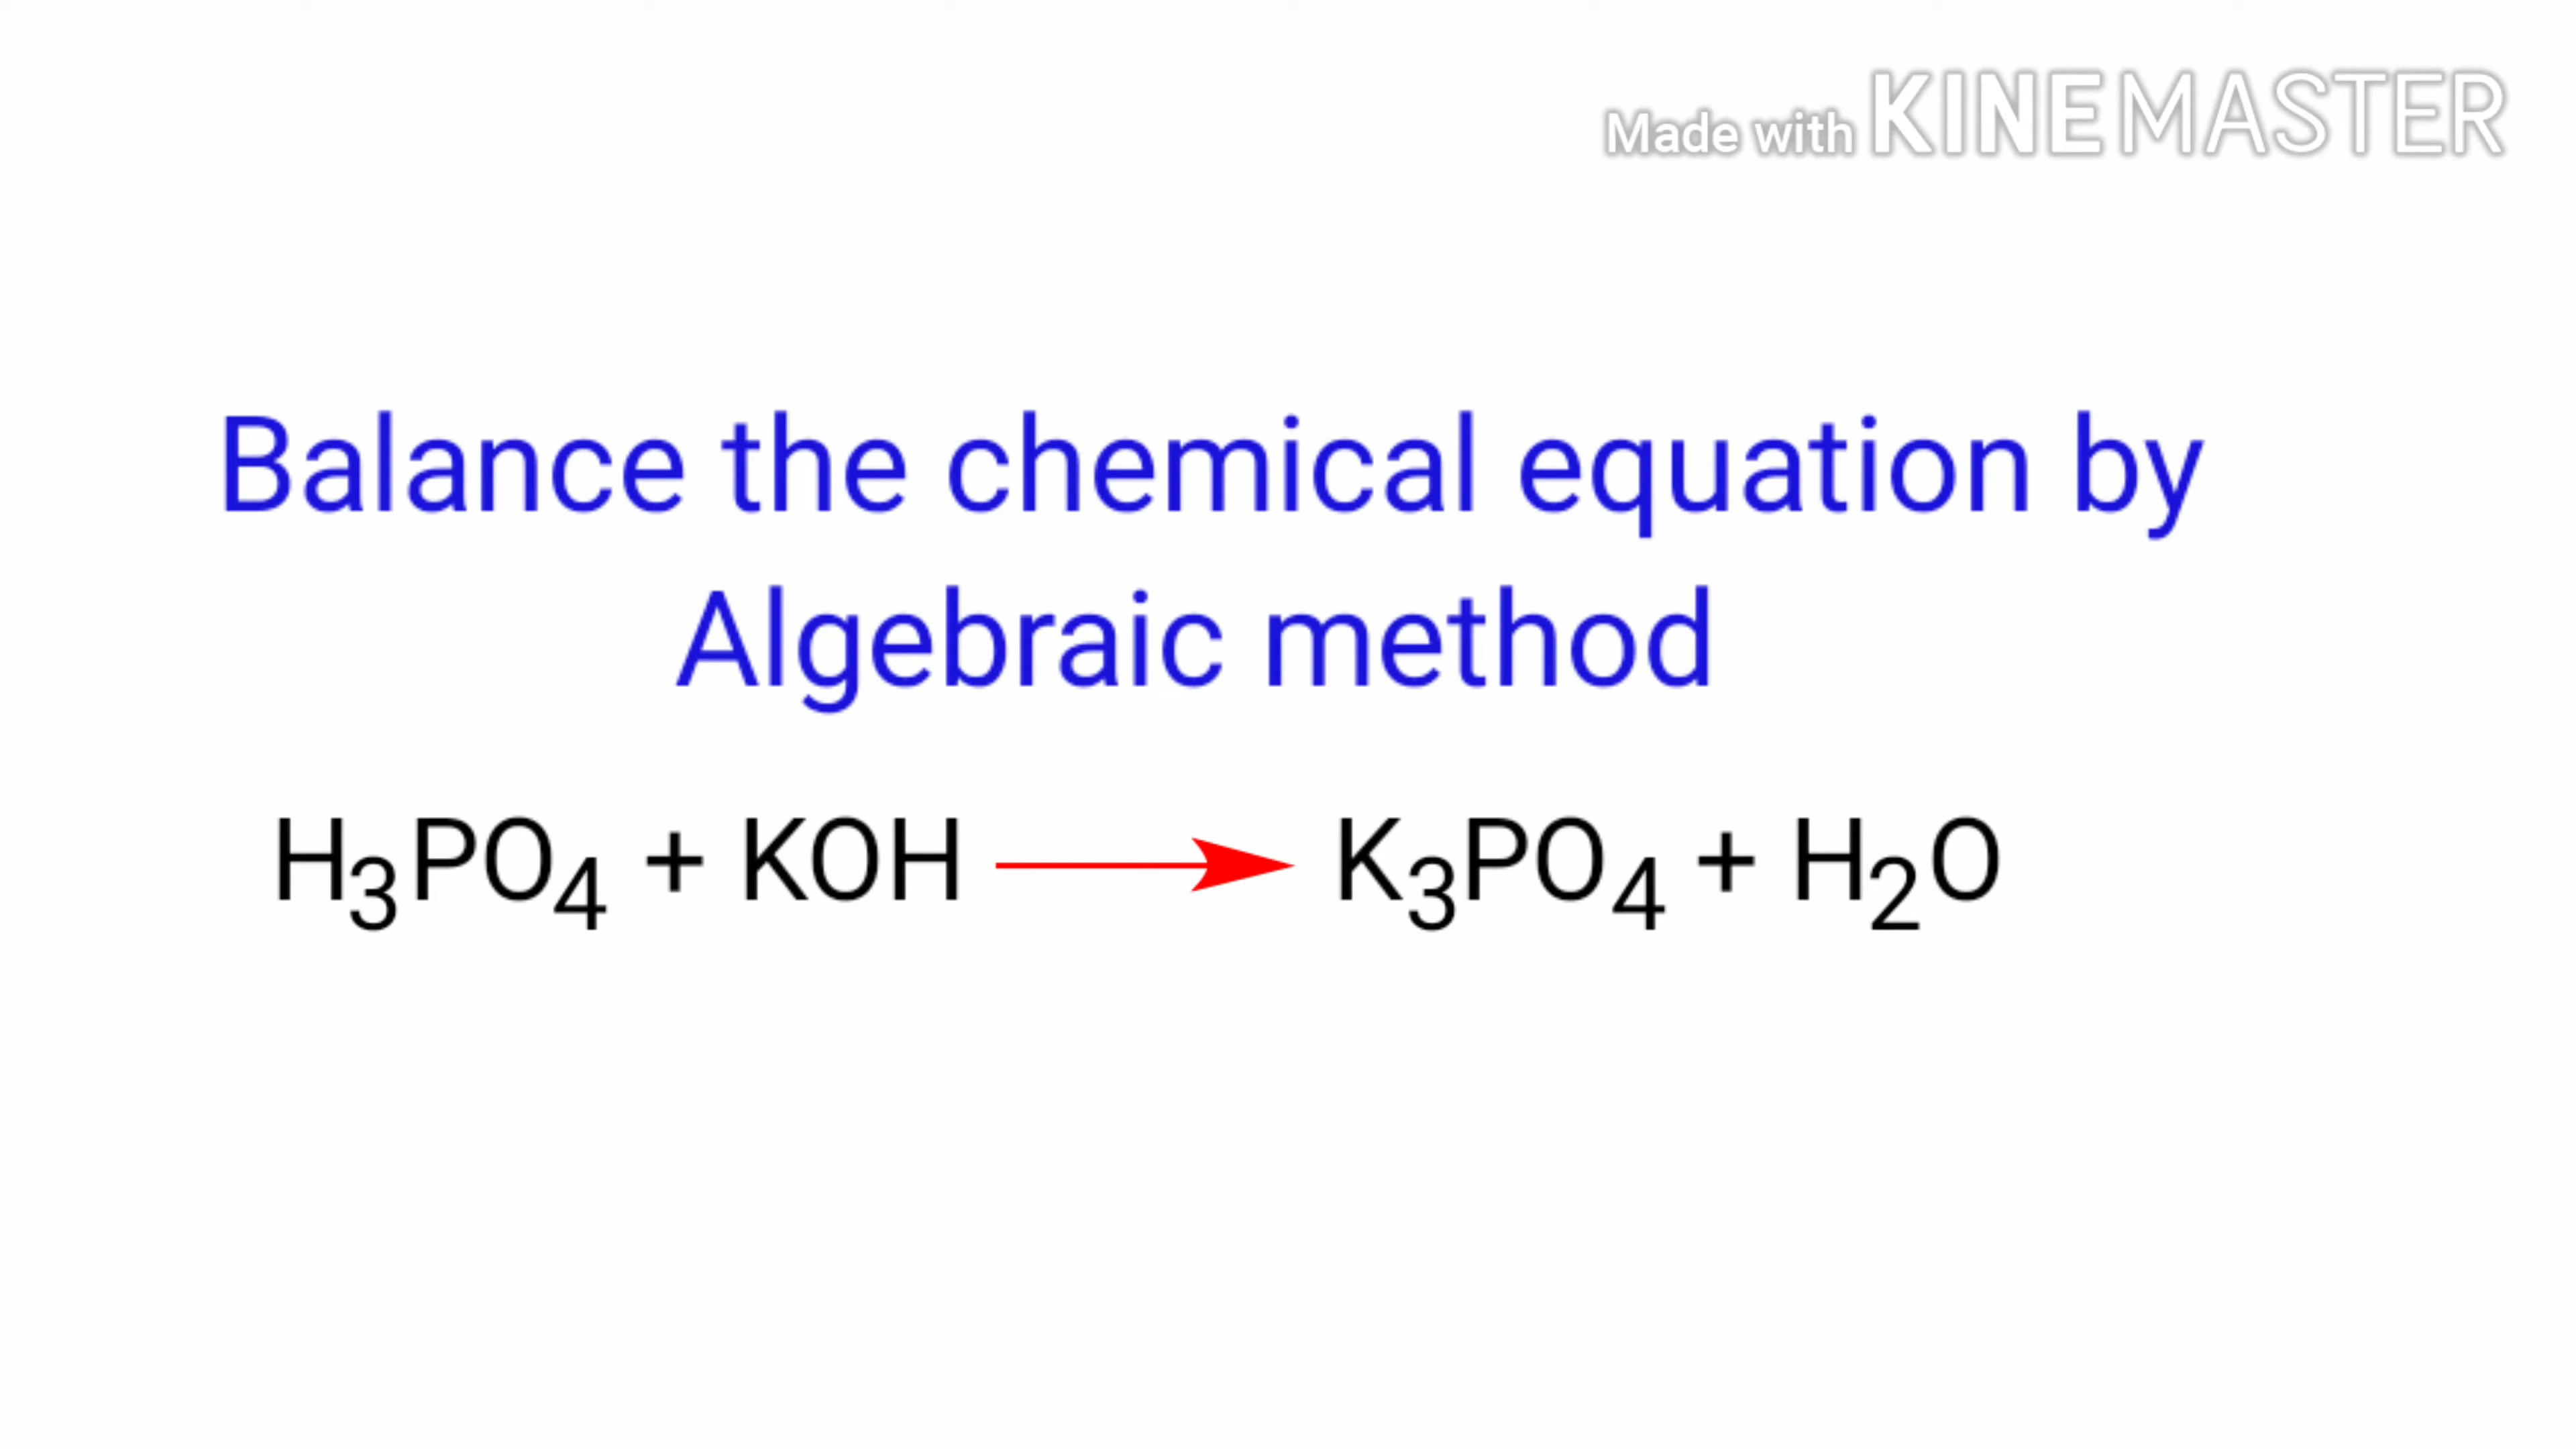 Made with KINEMASTER
Balance the chemical equation by
Algebraic method
H₃PO₄ + KOH ⟶ K₃PO₄ + H₂O